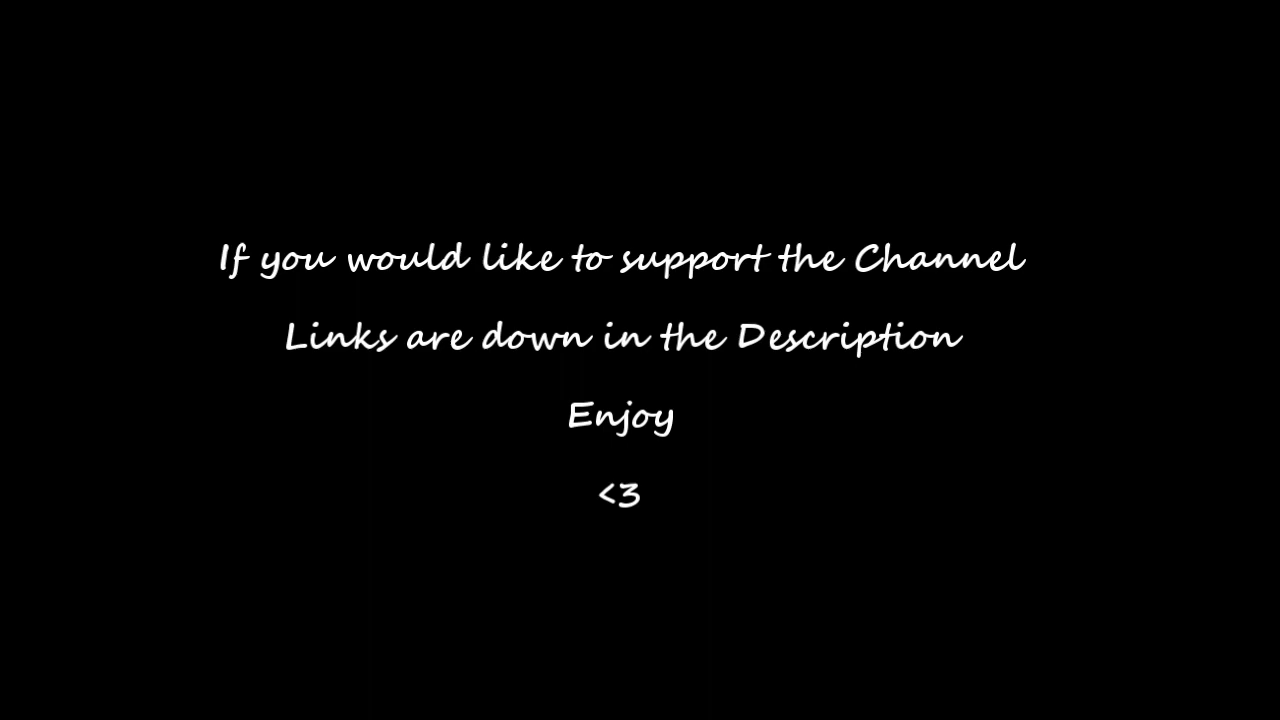 If you would like to support the Channel
Links are down in the Description
Enjoy
<3